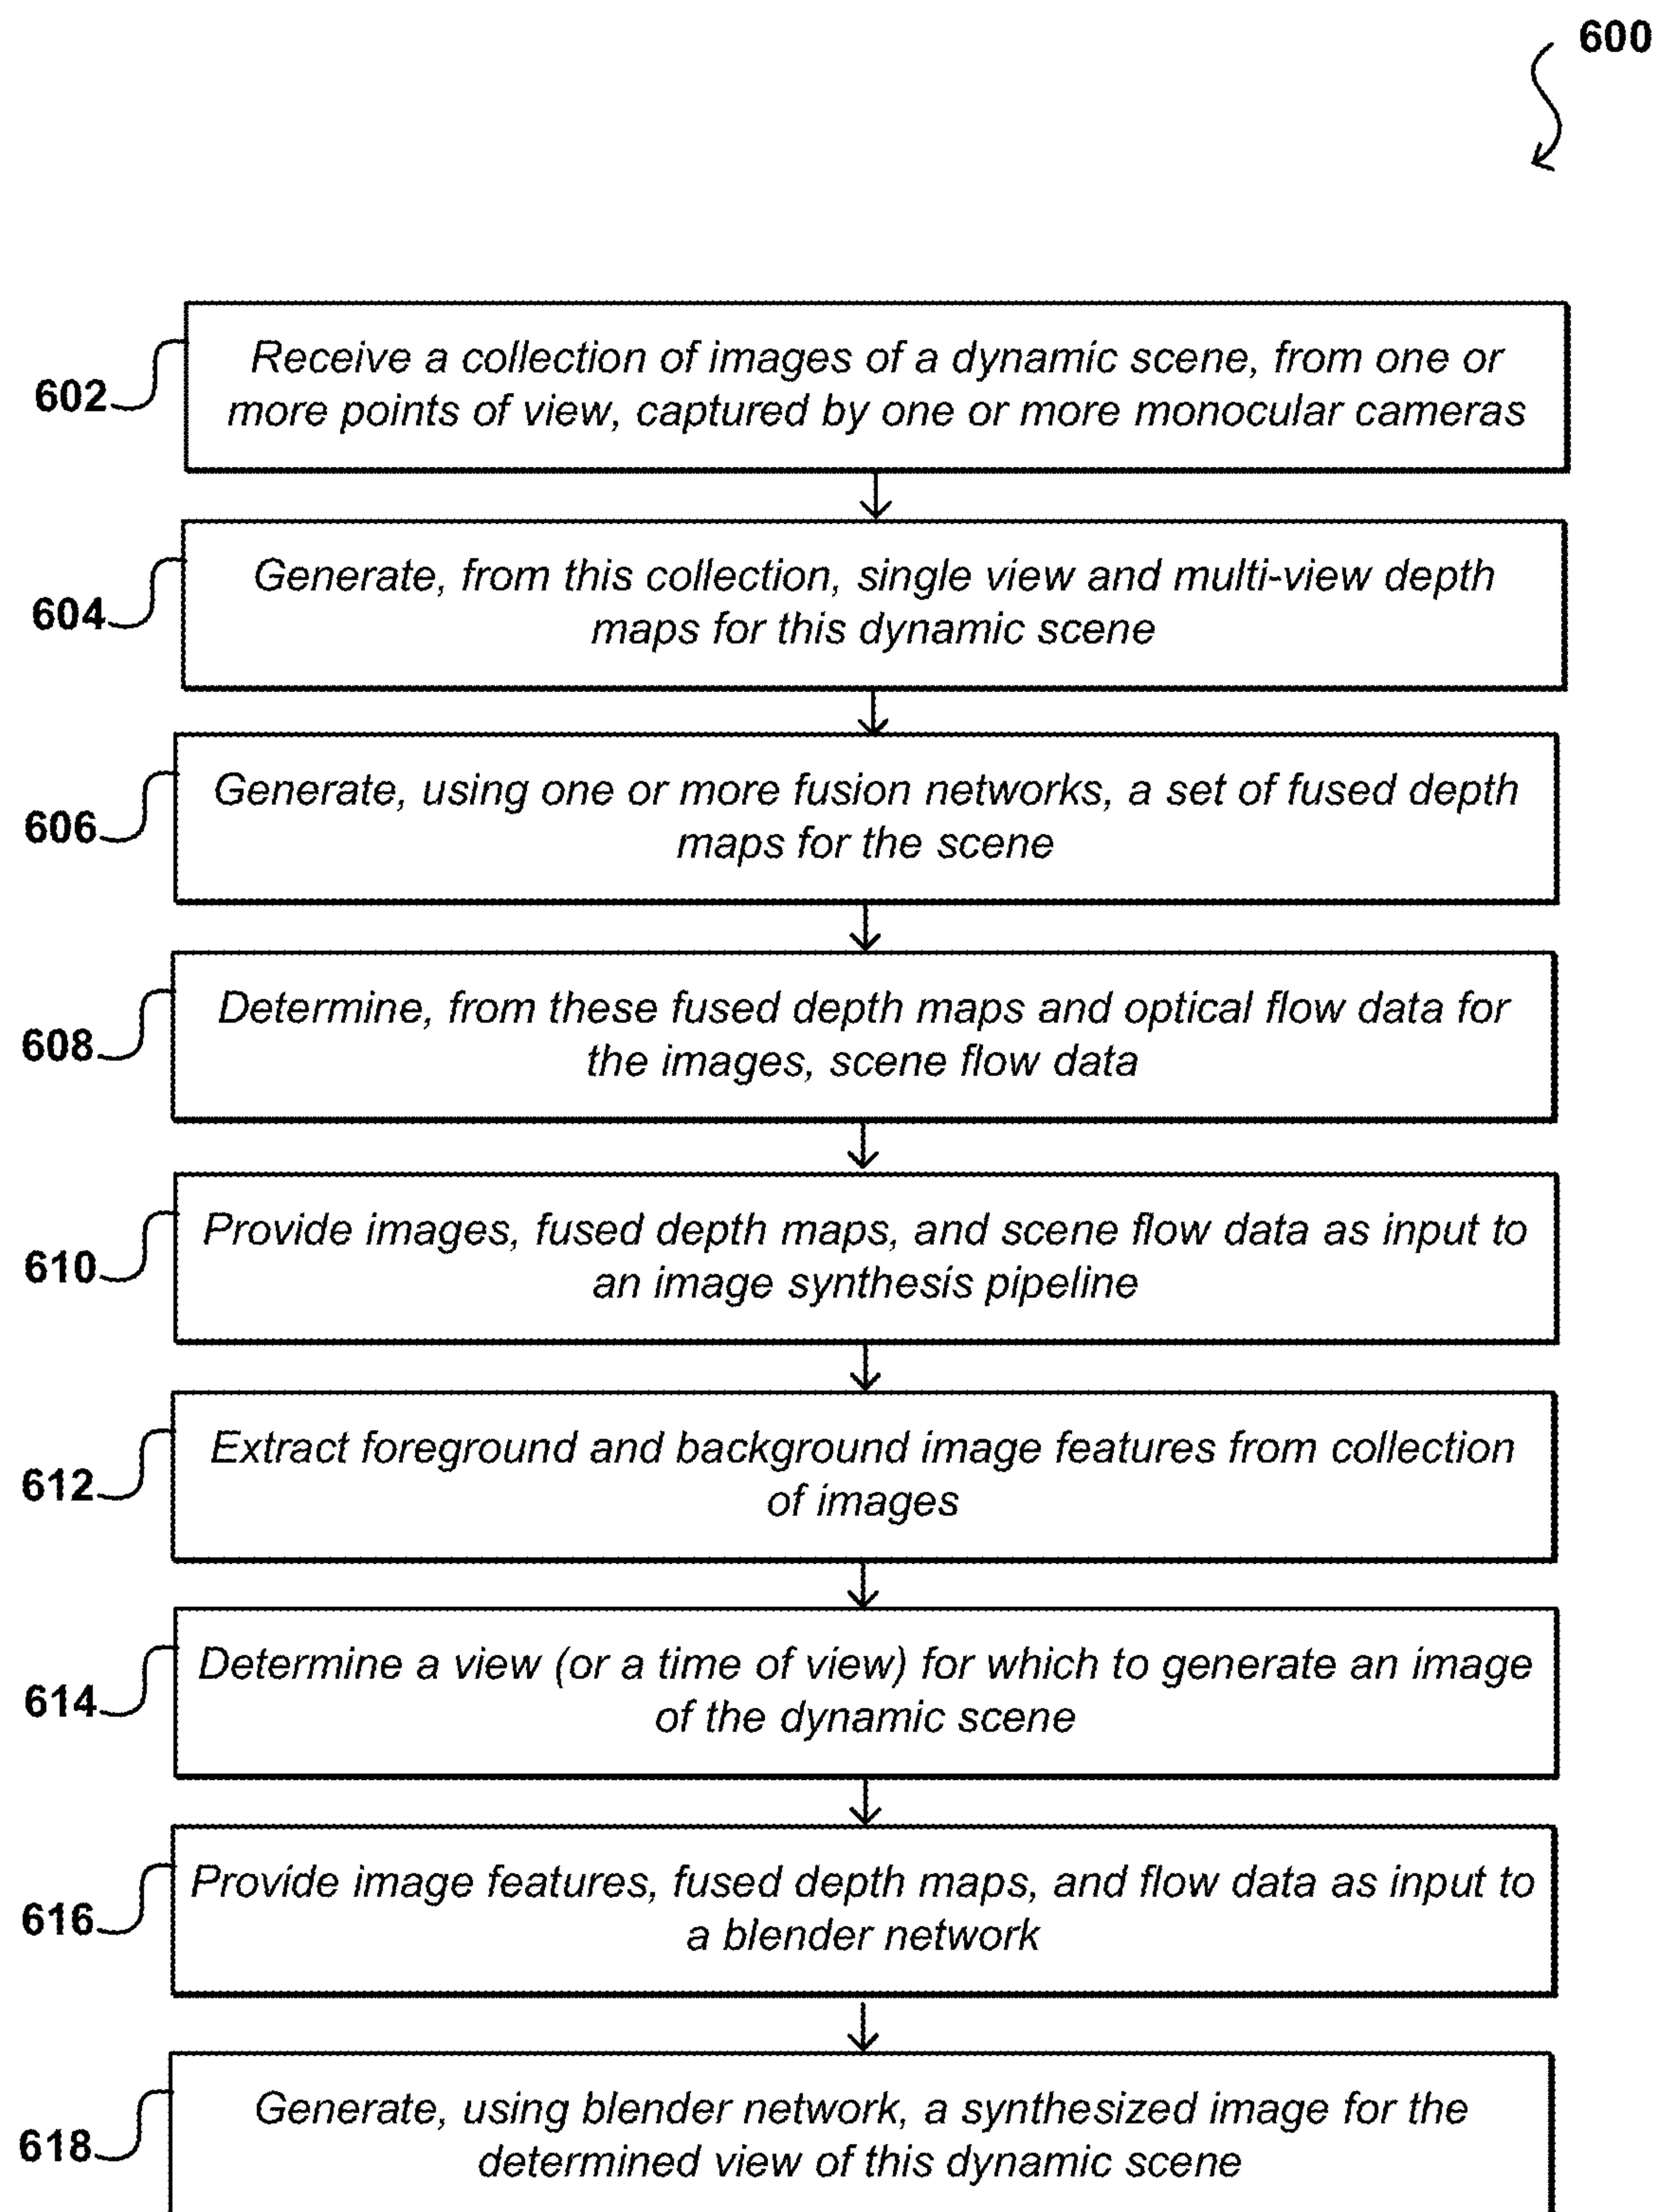 600
602
Receive a collection of images of a dynamic scene, from one or
more points of view, captured by one or more monocular cameras
604
Generate, from this collection, single view and multi-view depth
maps for this dynamic scene
606
Generate, using one or more fusion networks, a set of fused depth
maps for the scene
608
Determine, from these fused depth maps and optical flow data for
the images, scene flow data
610
Provide images, fused depth maps, and scene flow data as input to
an image synthesis pipeline
612
Extract foreground and background image features from collection
of images
614
Determine a view (or a time of view) for which to generate an image
of the dynamic scene
616
Provide image features, fused depth maps, and flow data as input to
a blender network
618
Generate, using blender network, a synthesized image for the
determined view of this dynamic scene